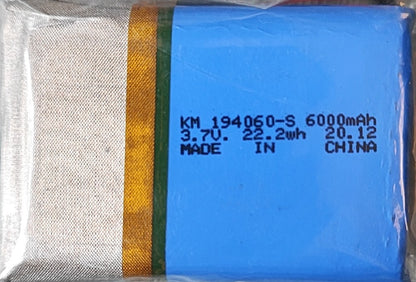 KM 194060-S 6000mAh
3.7V. 22.2wh 20.12
MADE IN CHINA